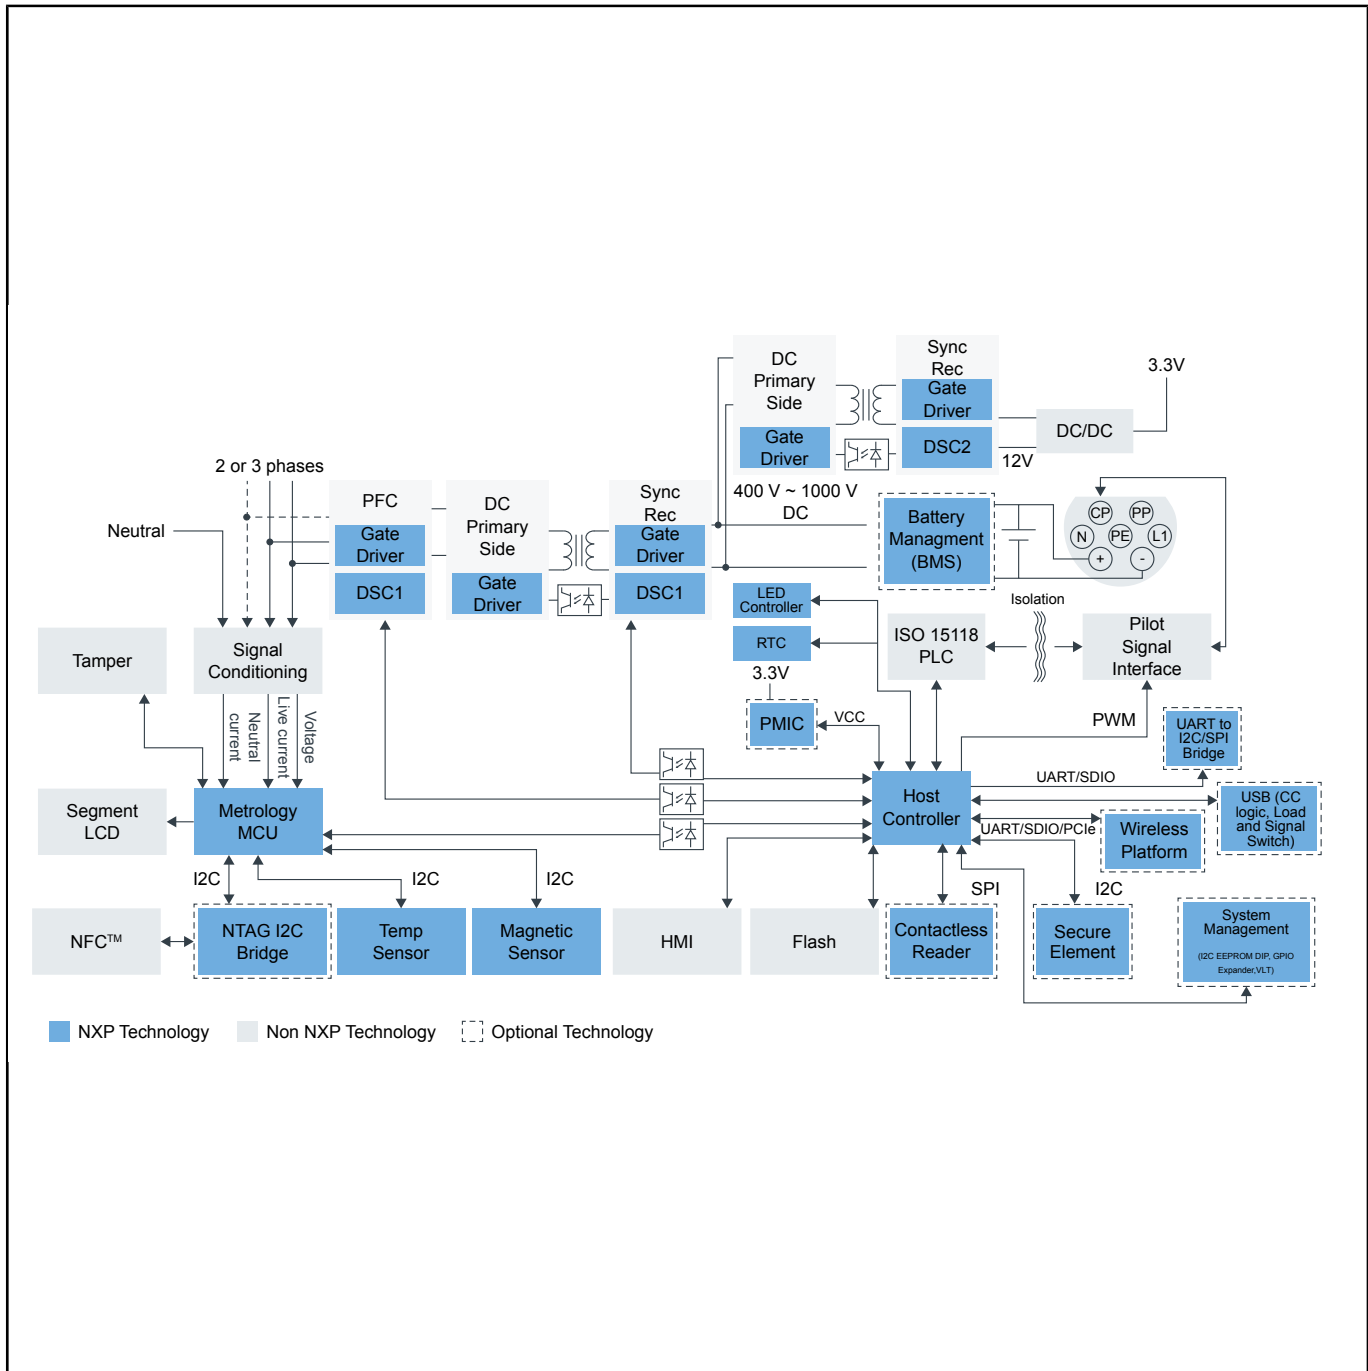 DC
Primary
Side
Gate
Driver
Sync
Rec
Gate
Driver
DSC2
3.3V
DC/DC
12V
2 or 3 phases
Neutral
PFC
Gate
Driver
DSC1
DC
Primary
Side
Gate
Driver
Sync
Rec
Gate
Driver
DSC1
400 V ~ 1000 V
DC
Battery
Managment
(BMS)
CP
PP
N
PE
L1
+
-
LED
Controller
RTC
3.3V
PMIC
VCC
ISO 15118
PLC
Isolation
Pilot
Signal
Interface
PWM
Tamper
Signal
Conditioning
Neutral
current
Live current
Voltage
Segment
LCD
Metrology
MCU
Host
Controller
UART/SDIO
UART to
I2C/SPI
Bridge
USB (CC
logic, Load
and Signal
Switch)
UART/SDIO/PCIe
Wireless
Platform
I2C
I2C
I2C
SPI
I2C
NFC™
NTAG I2C
Bridge
Temp
Sensor
Magnetic
Sensor
HMI
Flash
Contactless
Reader
Secure
Element
System
Management
(I2C EEPROM DIP, GPIO
Expander,VLT)
NXP Technology
Non NXP Technology
Optional Technology